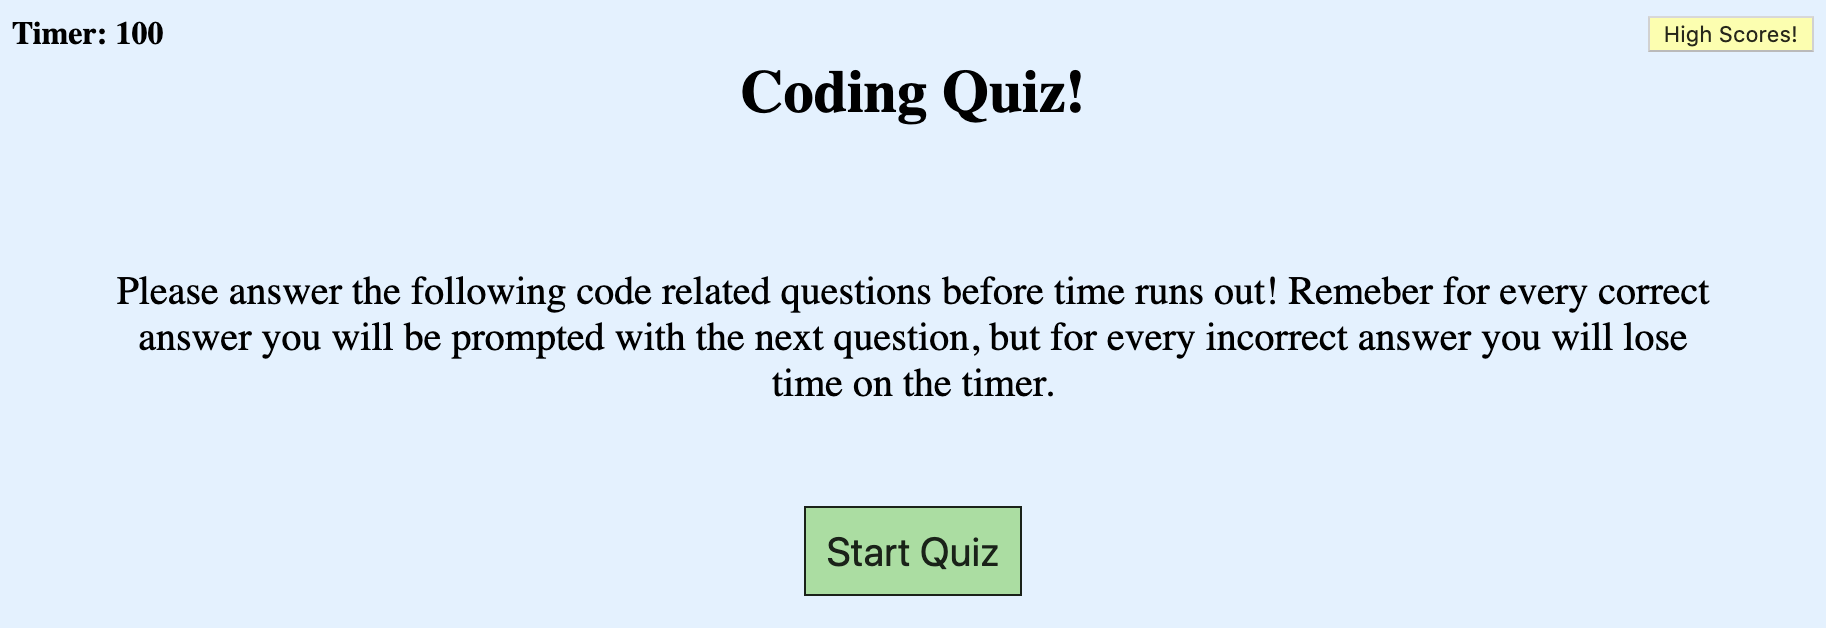 Timer: 100
High Scores!
Coding Quiz!
Please answer the following code related questions before time runs out! Remeber for every correct
answer you will be prompted with the next question, but for every incorrect answer you will lose
time on the timer.
Start Quiz